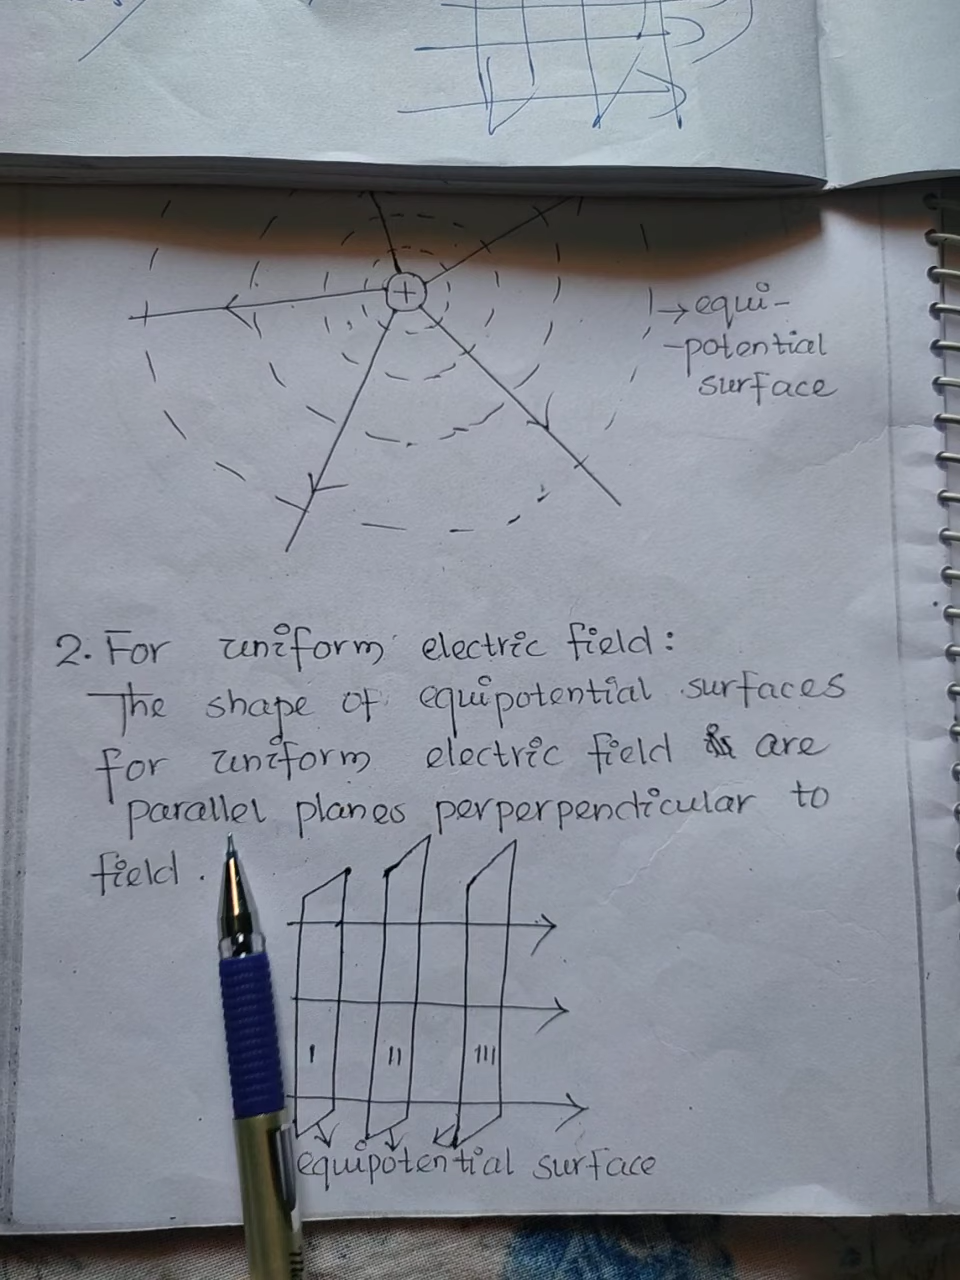 +
→ equi-
-potential
surface
2. For uniform electric field:
The shape of equipotential surfaces
for uniform electric field are
parallel planes perperpendicular to
field.
I II III
equipotential surface